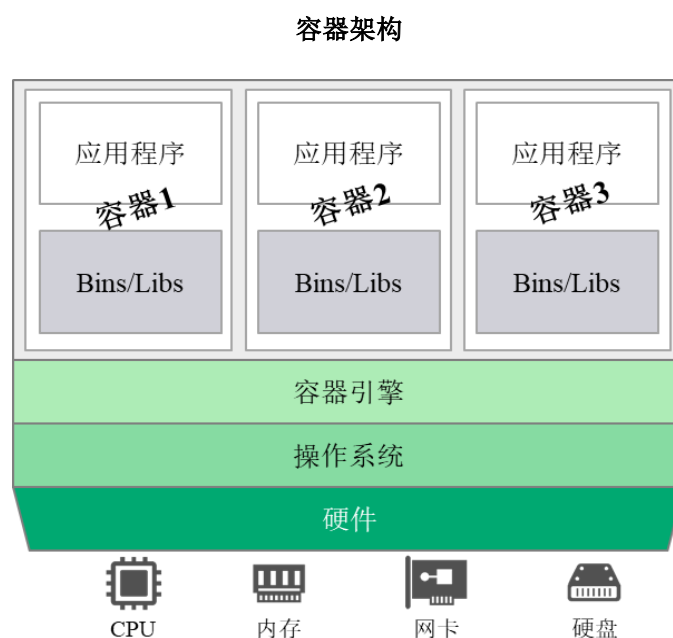 容器架构
应用程序 应用程序 应用程序
容器1 容器2 容器3
Bins/Libs Bins/Libs Bins/Libs
容器引擎
操作系统
硬件
CPU 内存 网卡 硬盘